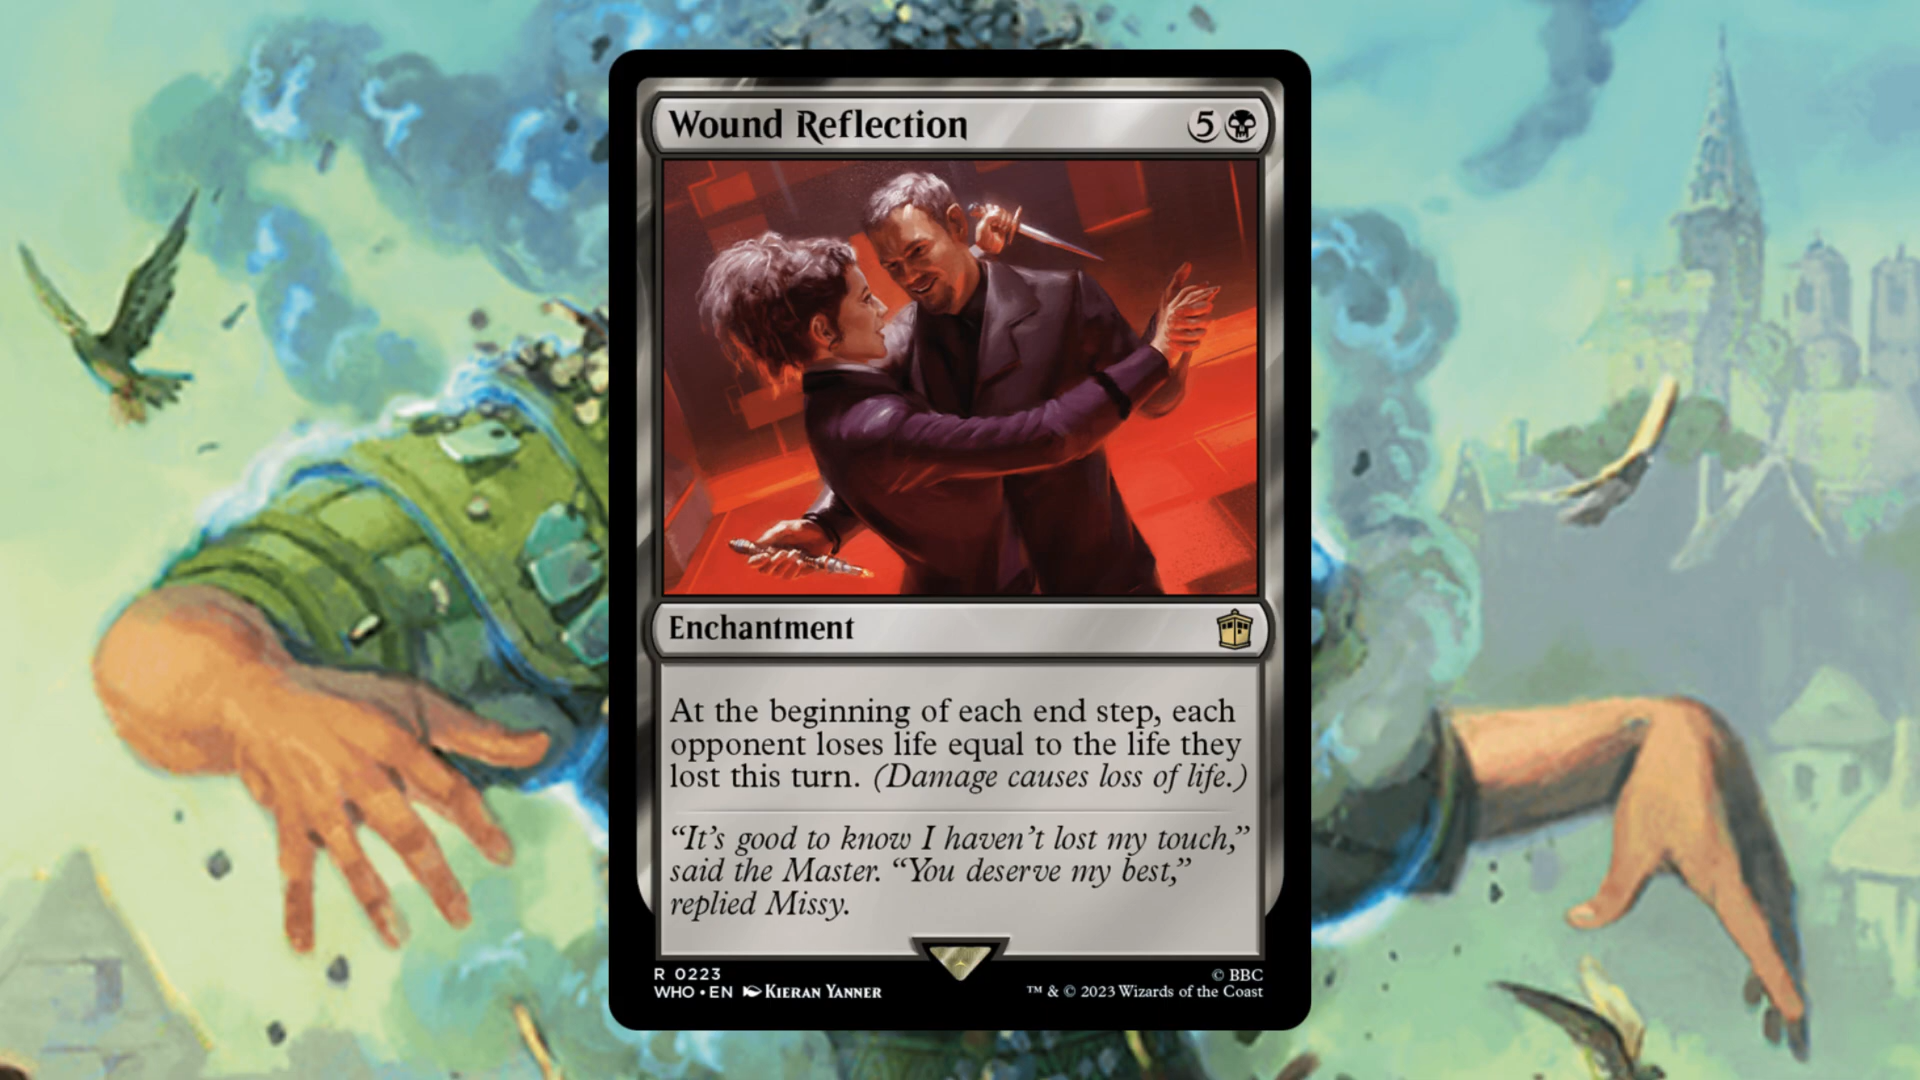 Wound Reflection 5
Enchantment
At the beginning of each end step, each
opponent loses life equal to the life they
lost this turn. (Damage causes loss of life.)
“It’s good to know I haven’t lost my touch,”
said the Master. “You deserve my best,”
replied Missy.
R 0223
WHO • EN KIERAN YANNER
© BBC
™ & © 2023 Wizards of the Coast